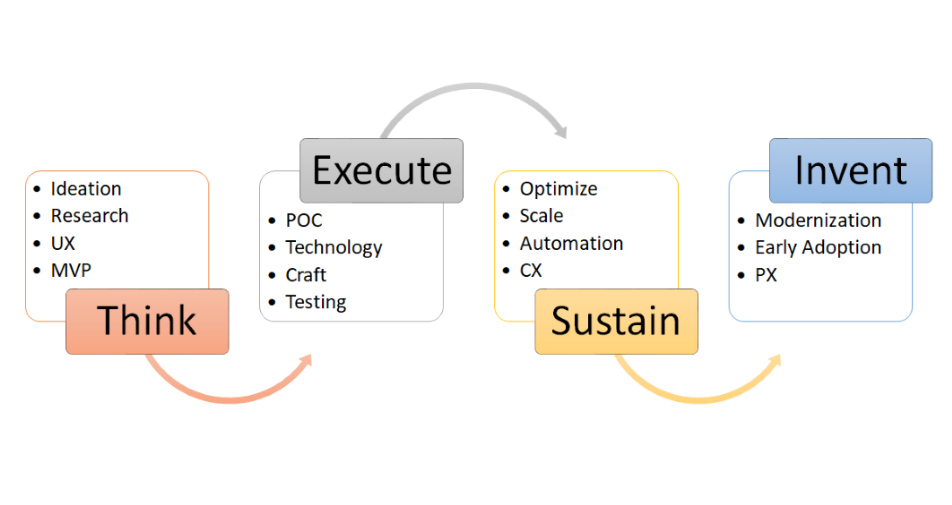 • Ideation
• Research
• UX
• MVP
Think
Execute
• POC
• Technology
• Craft
• Testing
• Optimize
• Scale
• Automation
• CX
Sustain
Invent
• Modernization
• Early Adoption
• PX